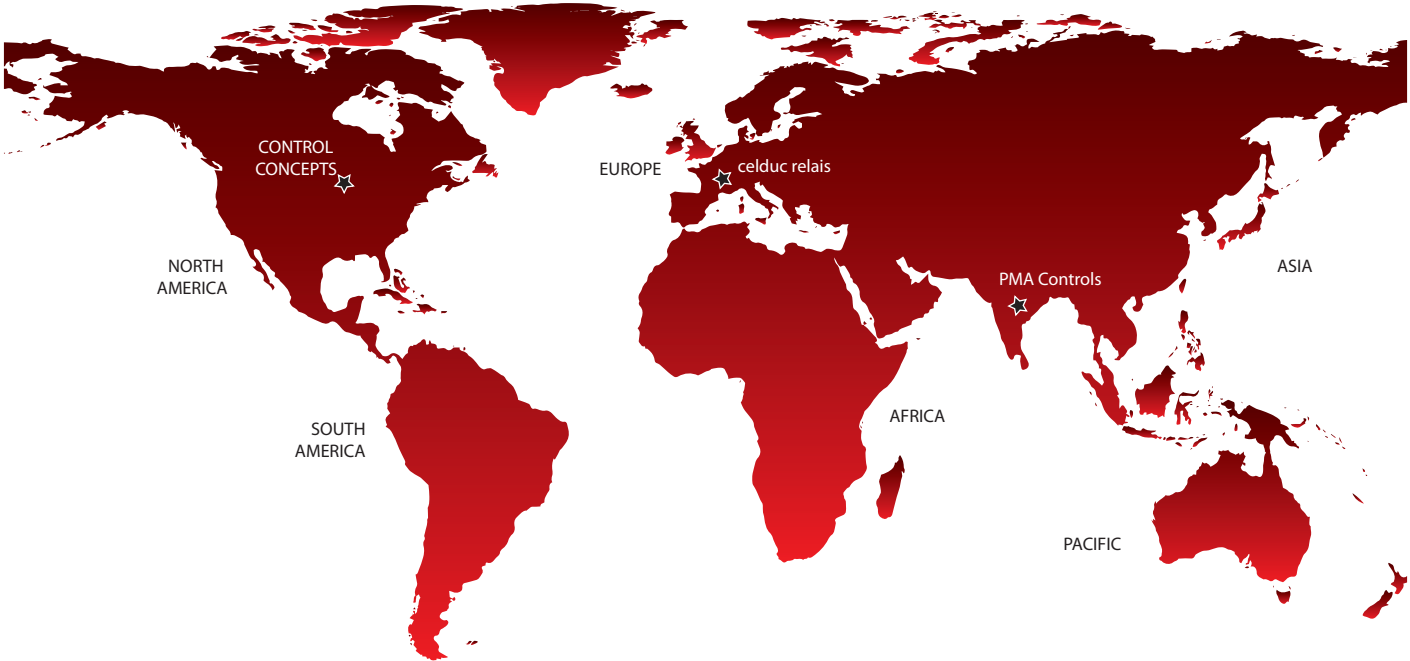 CONTROL
CONCEPTS
EUROPE
celduc relais
NORTH
AMERICA
PMA Controls
ASIA
SOUTH
AMERICA
AFRICA
PACIFIC